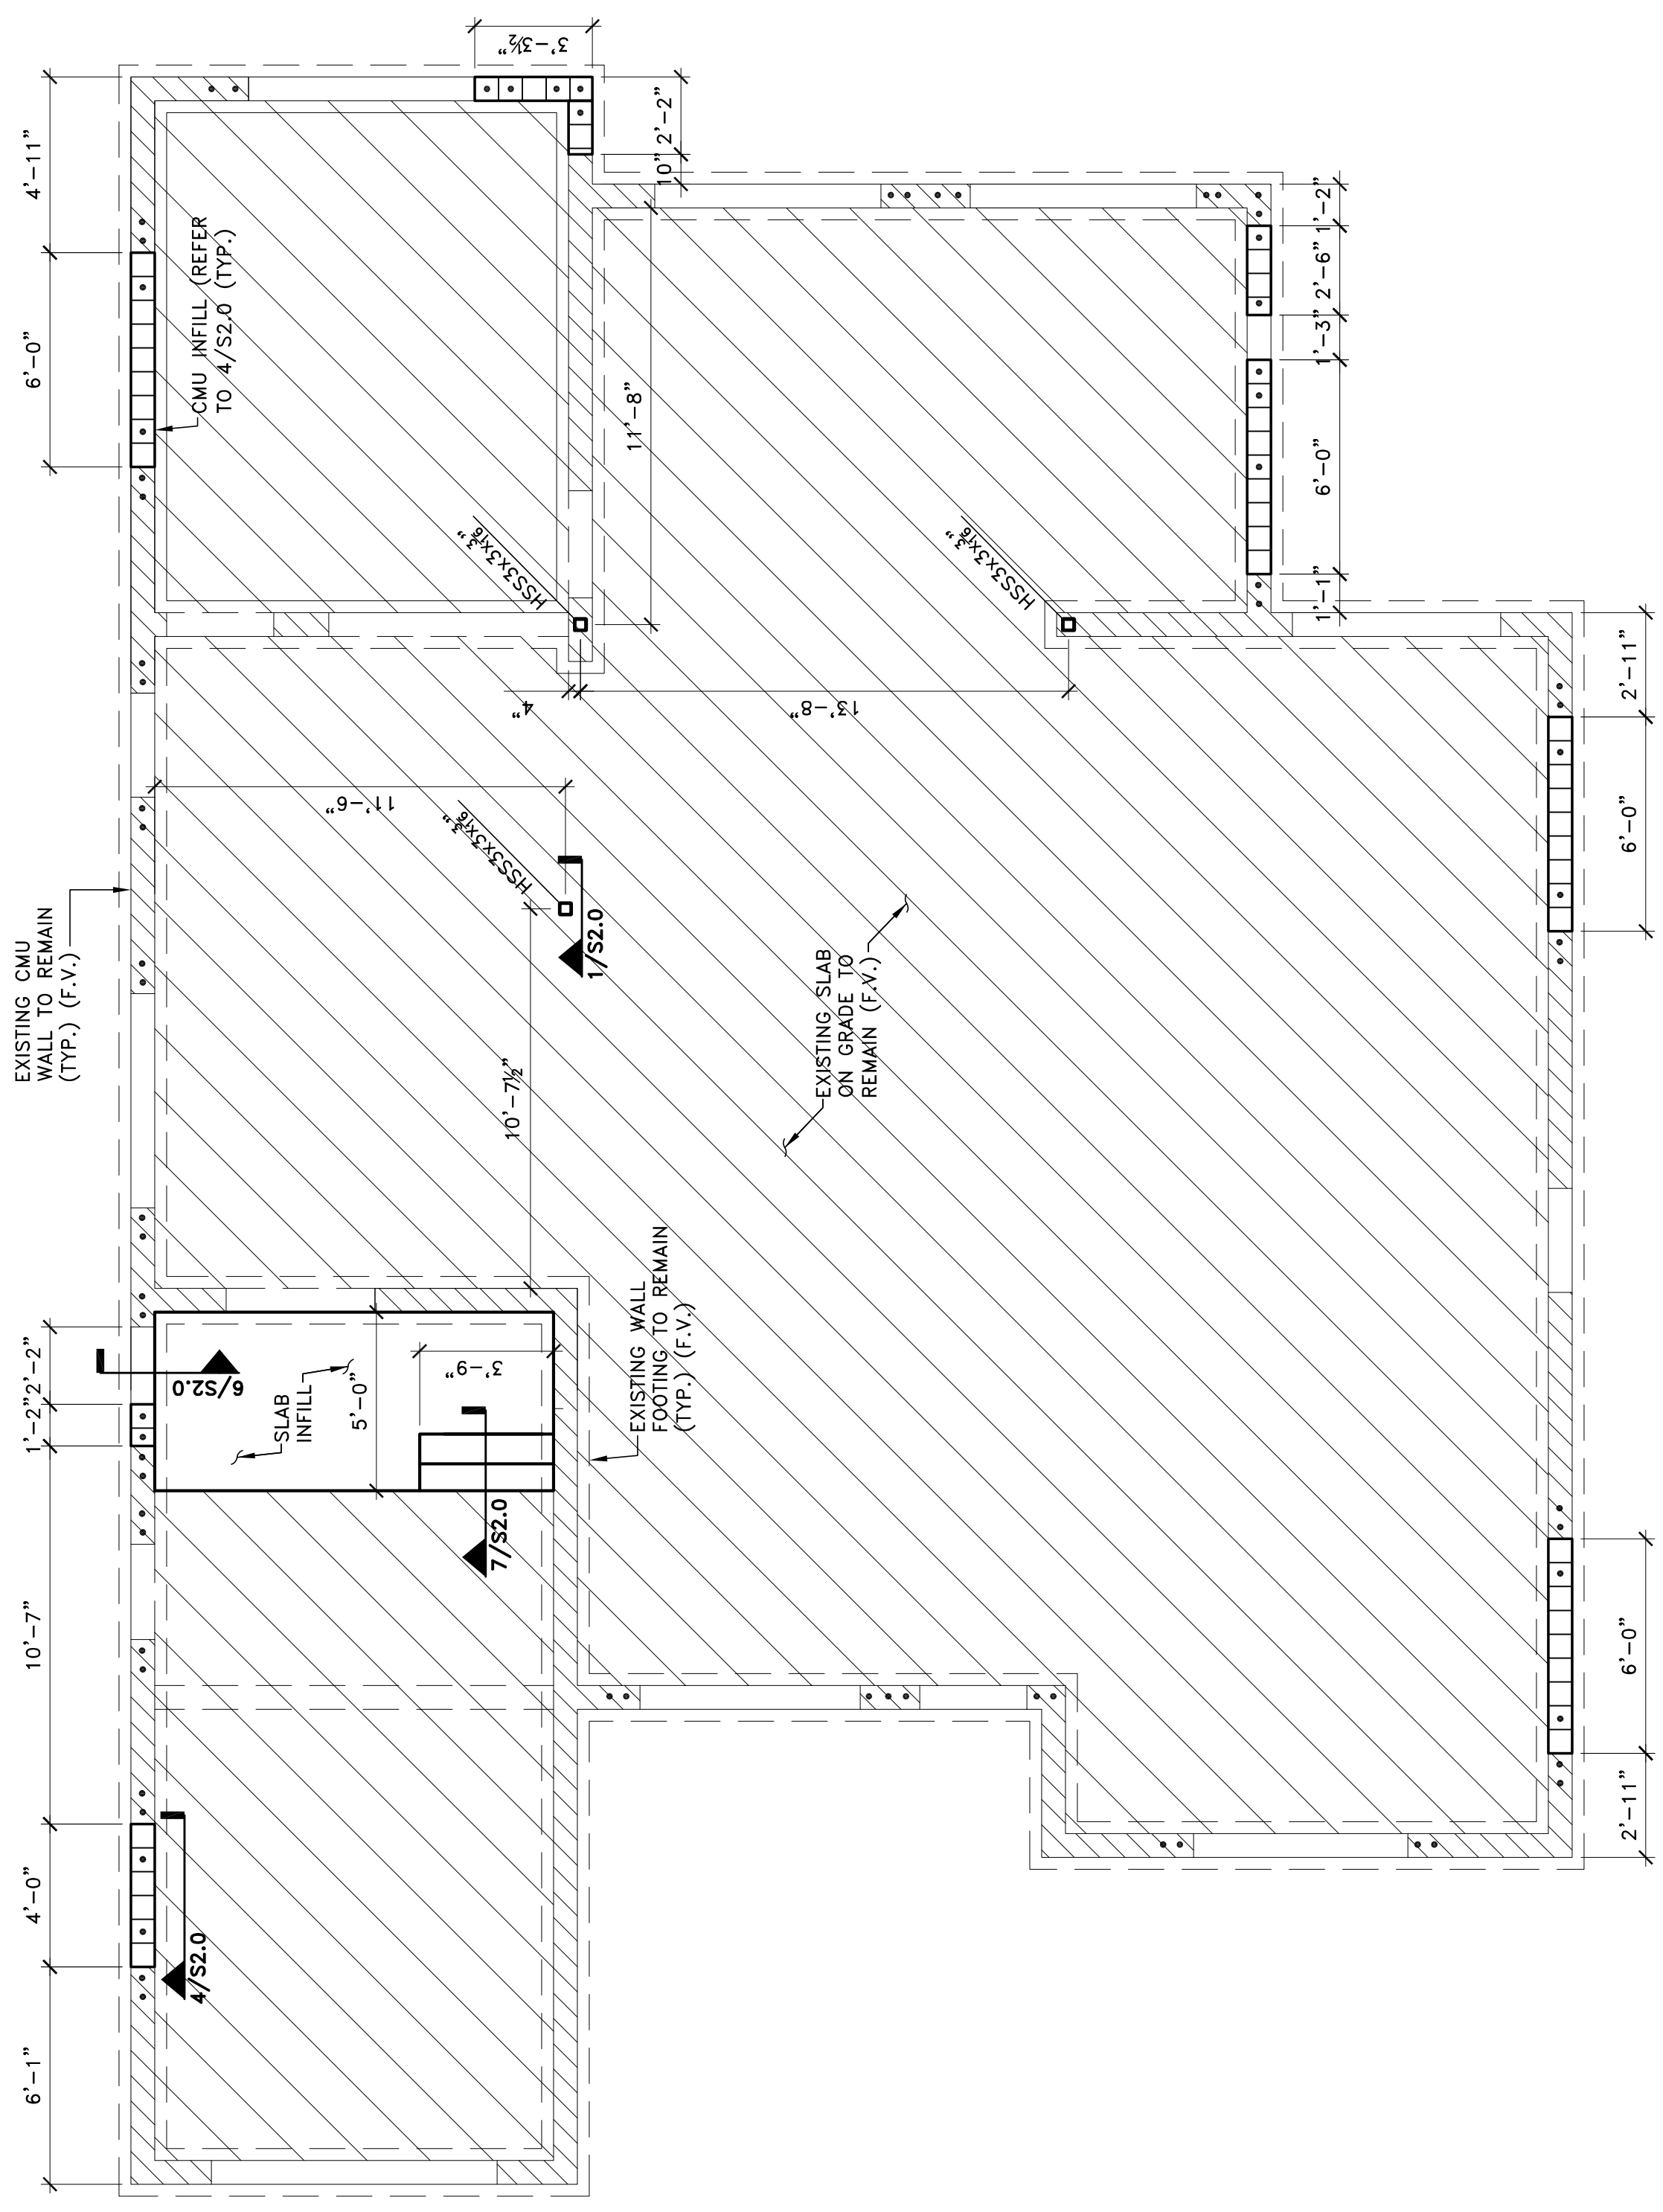 3'-3½"
4'-11"
6'-0"
CMU INFILL (REFER
TO 4/S2.0 (TYP.)
10"
2'-2"
1'-2"
2'-6"
1'-3"
6'-0"
1'-1"
11'-8"
HSS3x3x3/16"
HSS3x3x3/16"
4"
13'-8"
2'-11"
6'-0"
11'-6"
HSS3x3x3/16"
1/S2.0
10'-7½"
EXISTING CMU
WALL TO REMAIN
(TYP.) (F.V.)
EXISTING SLAB
ON GRADE TO
REMAIN (F.V.)
EXISTING WALL
FOOTING TO REMAIN
(TYP.) (F.V.)
2'-2"
1'-2"
6/S2.0
SLAB
INFILL
5'-0"
3'-9"
7/S2.0
10'-7"
4'-0"
4/S2.0
6'-1"
6'-0"
2'-11"